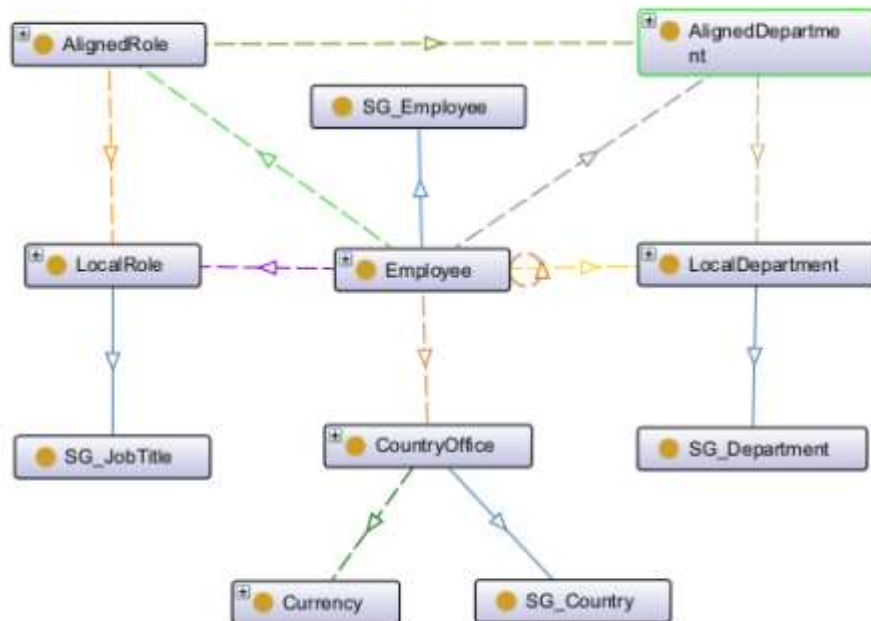 AlignedRole
AlignedDepartme
nt
SG_Employee
LocalRole
Employee
LocalDepartment
SG_JobTitle
CountryOffice
SG_Department
Currency
SG_Country